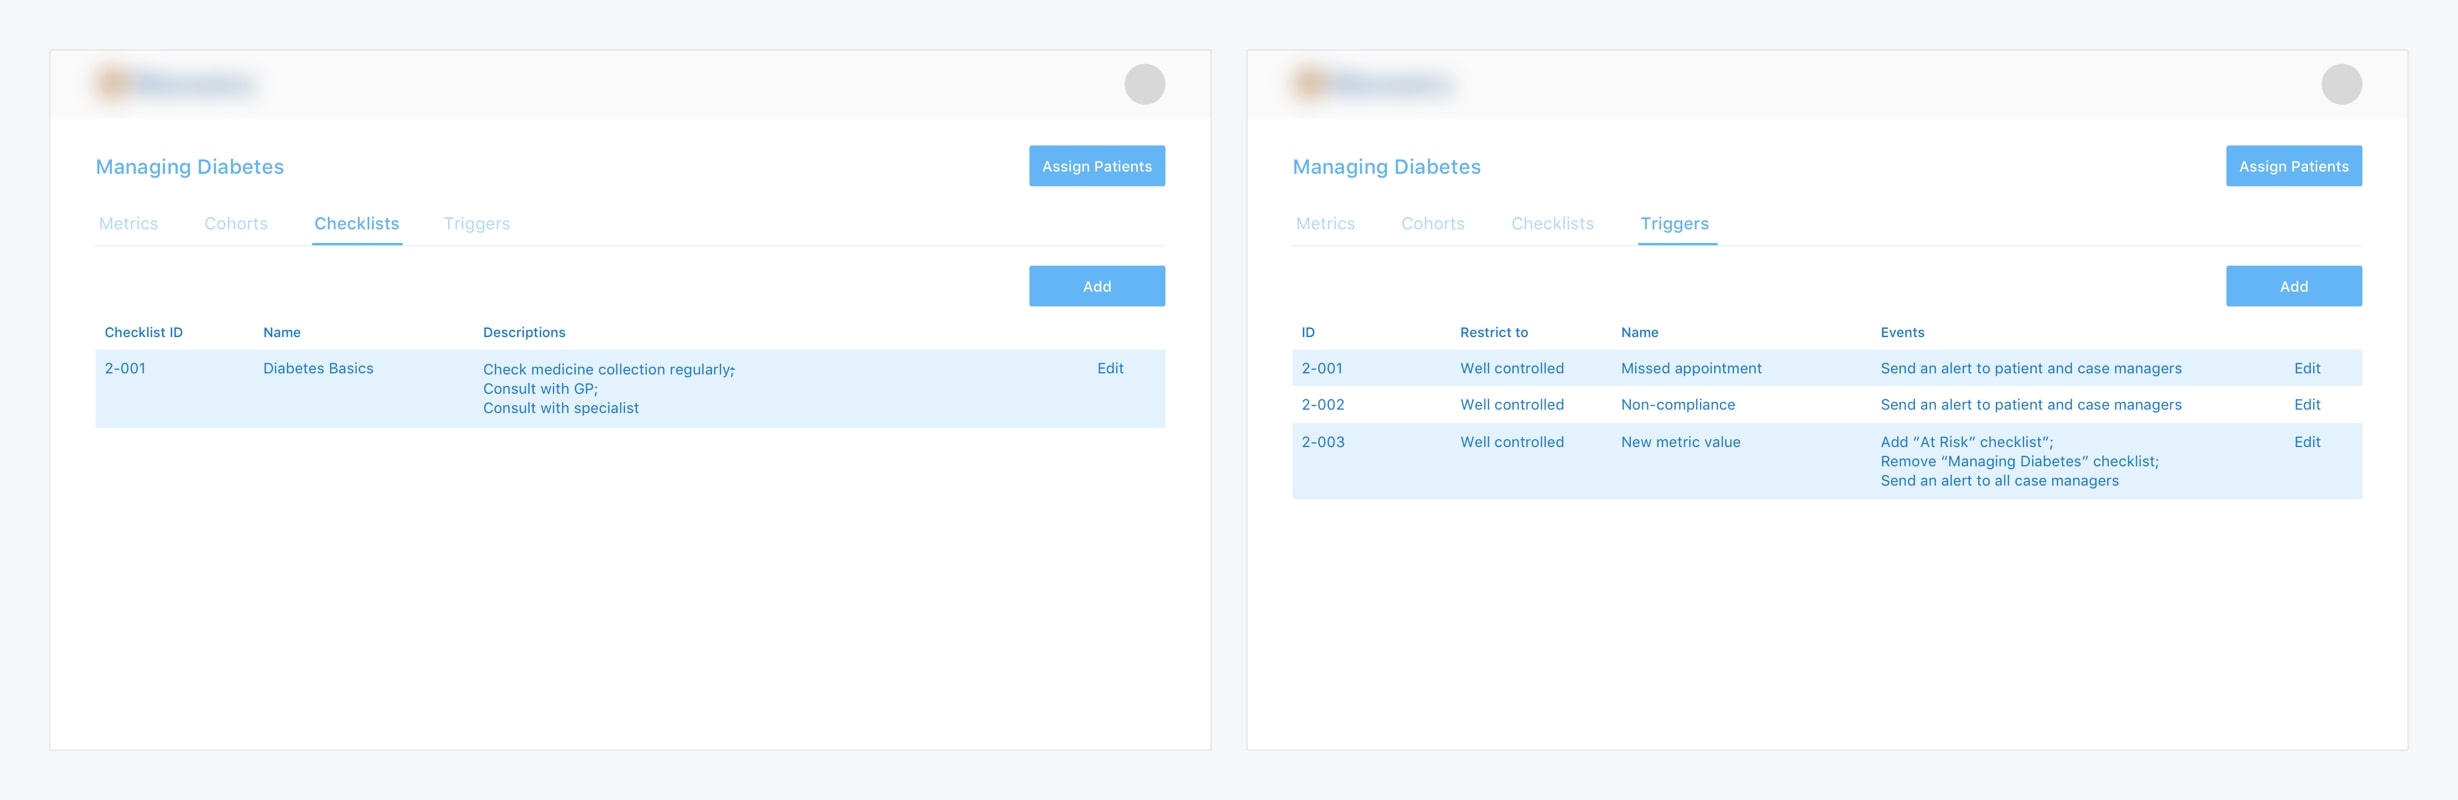 Managing Diabetes
Assign Patients
Metrics Cohorts Checklists Triggers
Add
Checklist ID Name Descriptions
2-001 Diabetes Basics Check medicine collection regularly; Edit
Consult with GP;
Consult with specialist
Managing Diabetes
Assign Patients
Metrics Cohorts Checklists Triggers
Add
ID Restrict to Name Events
2-001 Well controlled Missed appointment Send an alert to patient and case managers Edit
2-002 Well controlled Non-compliance Send an alert to patient and case managers Edit
2-003 Well controlled New metric value Add “At Risk” checklist”; Edit
Remove “Managing Diabetes” checklist;
Send an alert to all case managers